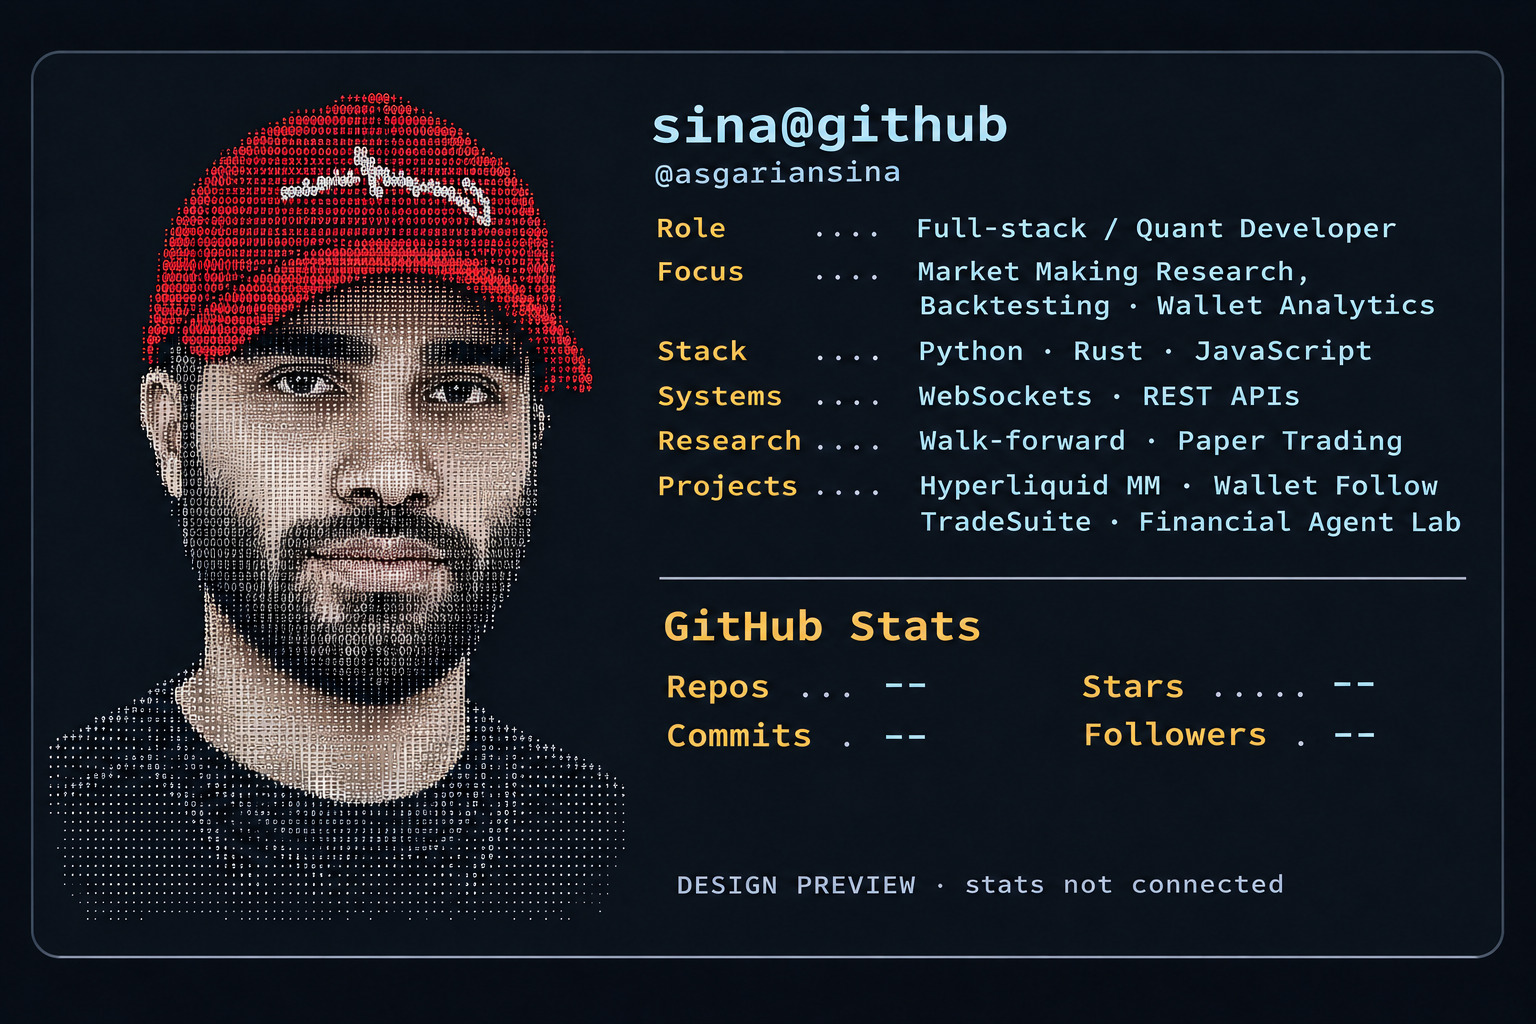 sina@github
@asgariansina
Role .... Full-stack / Quant Developer
Focus .... Market Making Research,
Backtesting · Wallet Analytics
Stack .... Python · Rust · JavaScript
Systems .... WebSockets · REST APIs
Research .... Walk-forward · Paper Trading
Projects .... Hyperliquid MM · Wallet Follow
TradeSuite · Financial Agent Lab
GitHub Stats
Repos ... -- Stars ..... --
Commits . -- Followers . --
DESIGN PREVIEW · stats not connected